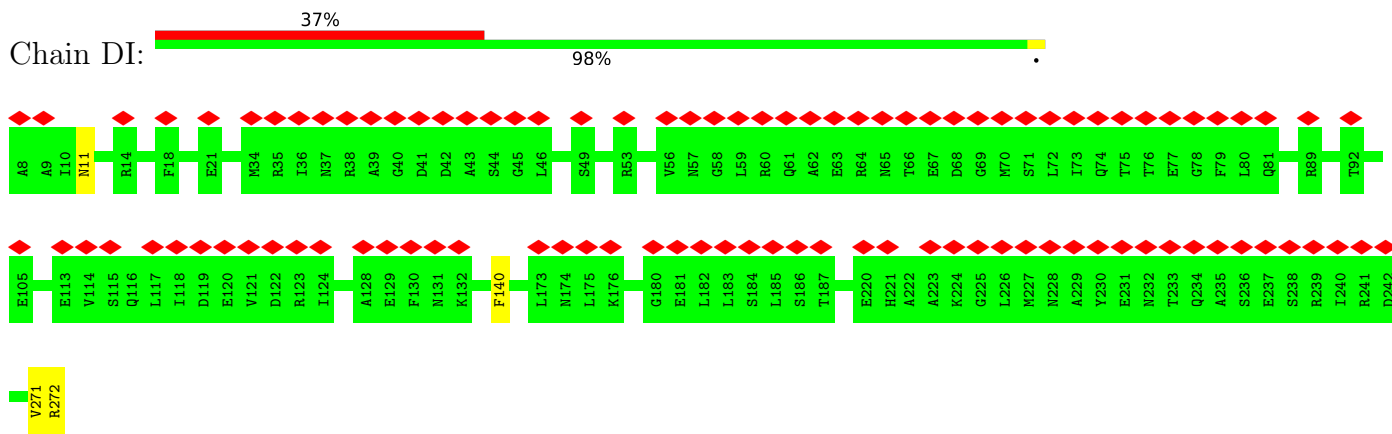 37%
Chain DI:
98%
.
A8 A9 I10 N11 R14 F18 E21 M34 R35 I36 N37 R38 A39 G40 D41 D42 A43 S44 G45 L46 S49 R53 V56 N57 G58 L59 R60 Q61 A62 E63 R64 N65 T66 E67 D68 G69 M70 S71 L72 I73 Q74 T75 T76 E77 G78 F79 L80 Q81 R89 T92
E105 E113 V114 S115 Q116 L117 I118 D119 E120 V121 D122 R123 I124 A128 E129 F130 N131 K132 F140 L173 N174 L175 K176 G180 E181 L182 L183 S184 L185 S186 T187 E220 H221 A222 A223 K224 G225 L226 M227 N228 A229 Y230 E231 N232 T233 Q234 A235 S236 E237 S238 R239 I240 R241 D242
V271 R272